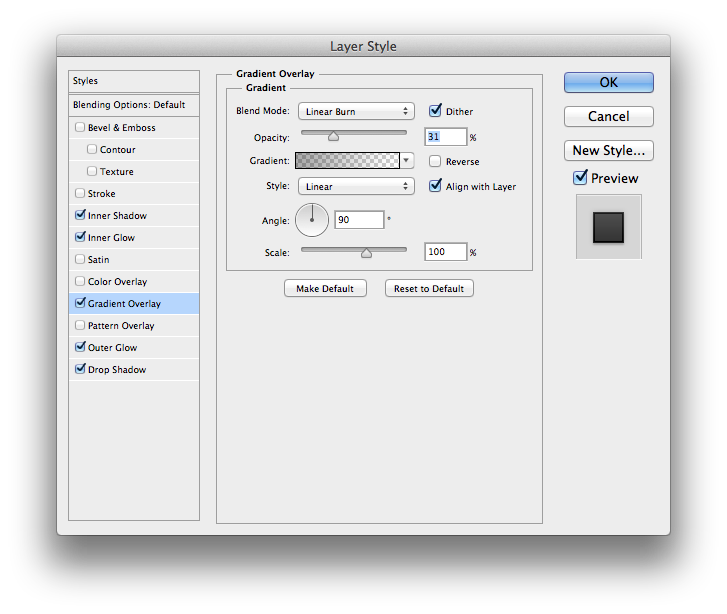 Layer Style
Styles
Blending Options: Default
Bevel & Emboss
Contour
Texture
Stroke
Inner Shadow
Inner Glow
Satin
Color Overlay
Gradient Overlay
Pattern Overlay
Outer Glow
Drop Shadow
Gradient Overlay
Gradient
Blend Mode: Linear Burn Dither
Opacity: 31 %
Gradient: Reverse
Style: Linear Align with Layer
Angle: 90 °
Scale: 100 %
Make Default Reset to Default
OK
Cancel
New Style...
Preview